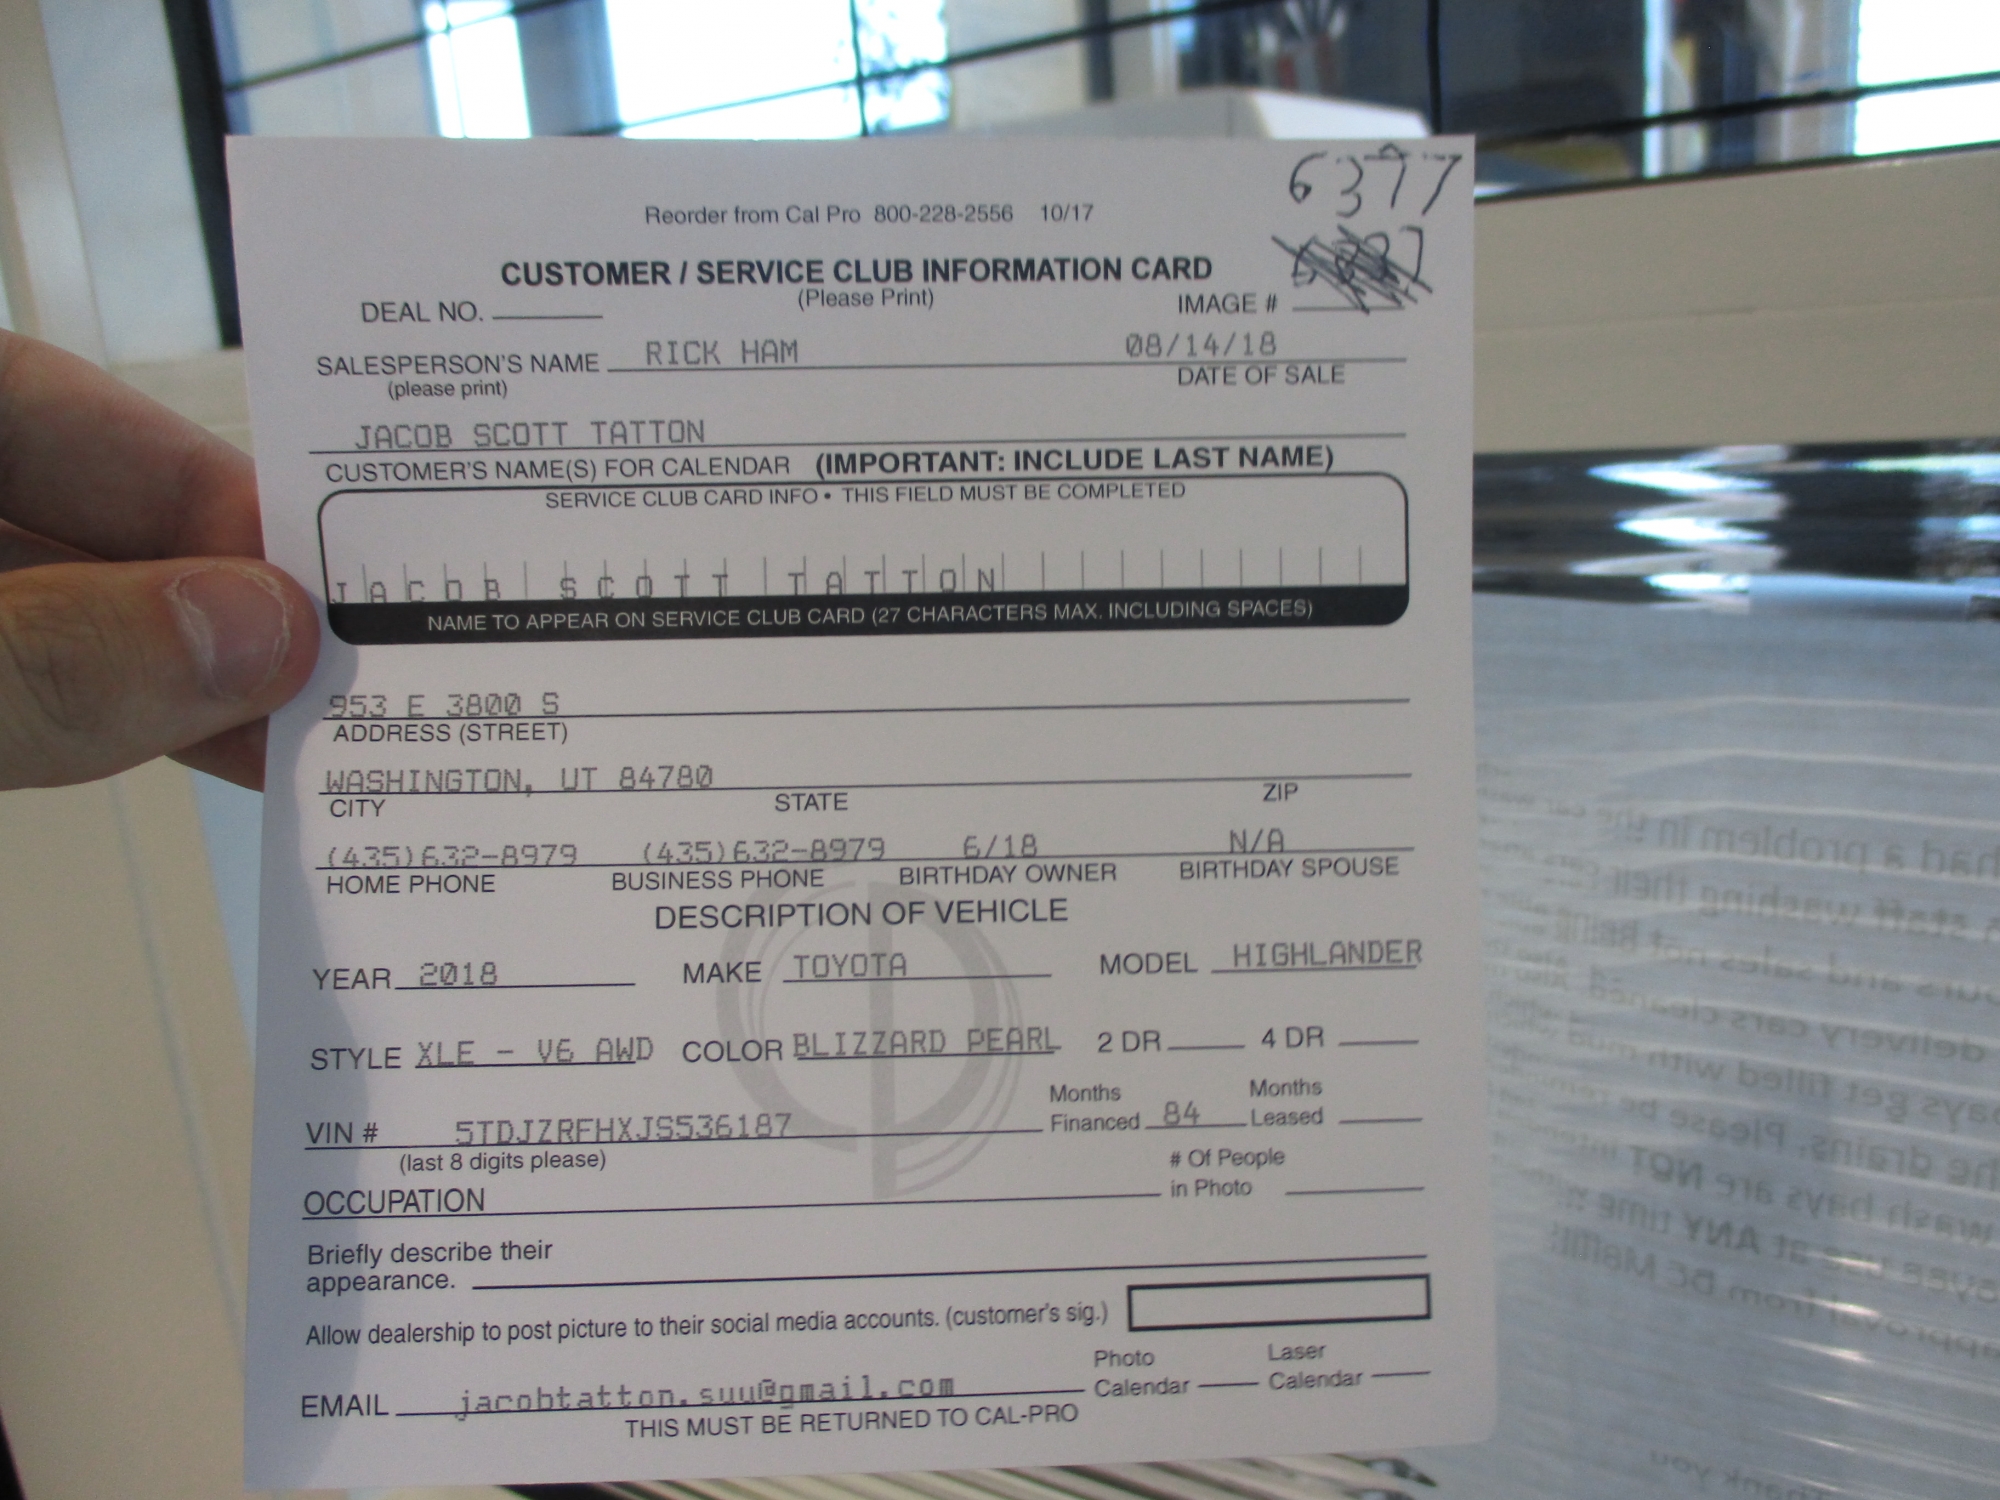 6377
Reorder from Cal Pro 800-228-2556 10/17
CUSTOMER / SERVICE CLUB INFORMATION CARD
(Please Print)
DEAL NO. IMAGE #
SALESPERSON'S NAME RICK HAM 08/14/18
(please print) DATE OF SALE
JACOB SCOTT TATTON
CUSTOMER'S NAME(S) FOR CALENDAR (IMPORTANT: INCLUDE LAST NAME)
SERVICE CLUB CARD INFO • THIS FIELD MUST BE COMPLETED
JACOB SCOTT TATTON
NAME TO APPEAR ON SERVICE CLUB CARD (27 CHARACTERS MAX. INCLUDING SPACES)
953 E 3800 S
ADDRESS (STREET)
WASHINGTON, UT 84780
CITY STATE ZIP
(435)632-8979 (435)632-8979 6/18 N/A
HOME PHONE BUSINESS PHONE BIRTHDAY OWNER BIRTHDAY SPOUSE
DESCRIPTION OF VEHICLE
YEAR 2018 MAKE TOYOTA MODEL HIGHLANDER
STYLE XLE - V6 AWD COLOR BLIZZARD PEARL 2 DR 4 DR
Months Months
VIN # 5TDJZRFHXJS536187 Financed 84 Leased
(last 8 digits please) # Of People
OCCUPATION in Photo
Briefly describe their
appearance.
Allow dealership to post picture to their social media accounts. (customer's sig.)
Photo Laser
EMAIL jacobtatton.suu@gmail.com Calendar Calendar
THIS MUST BE RETURNED TO CAL-PRO